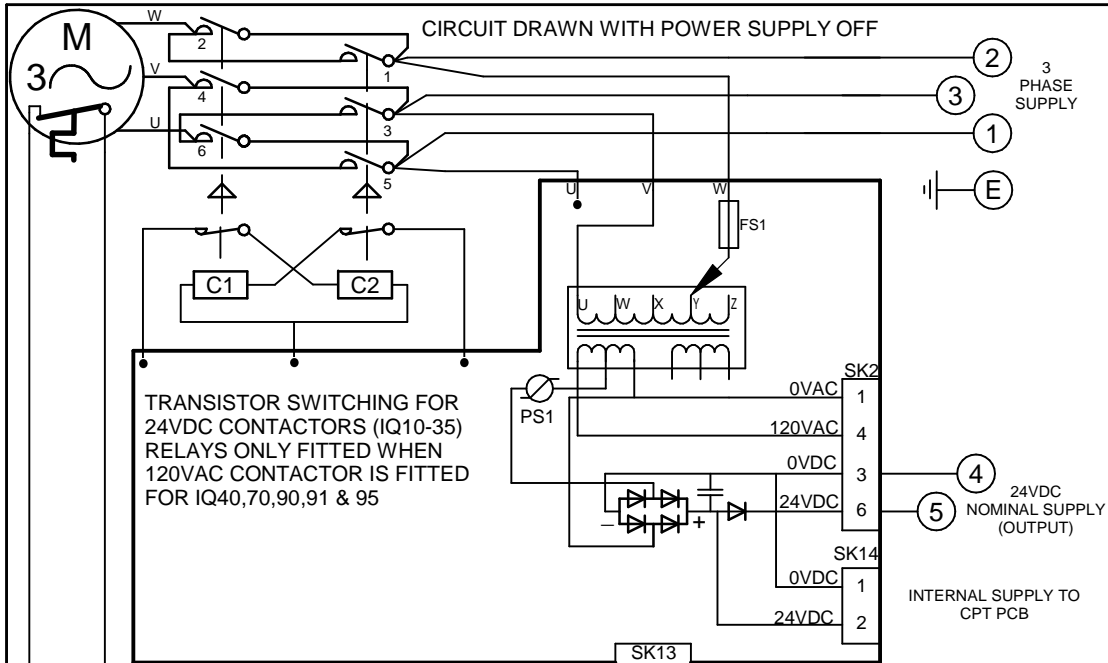 CIRCUIT DRAWN WITH POWER SUPPLY OFF
W
M
3
2
1
2
3
PHASE
SUPPLY
V
4
3
3
U
6
5
1
U
V
W
E
FS1
C1
C2
U
W
X
Y
Z
SK2
0VAC
1
TRANSISTOR SWITCHING FOR
24VDC CONTACTORS (IQ10-35)
RELAYS ONLY FITTED WHEN
120VAC CONTACTOR IS FITTED
FOR IQ40,70,90,91 & 95
PS1
120VAC
4
0VDC
3
4
24VDC
NOMINAL SUPPLY
(OUTPUT)
–
+
24VDC
6
5
SK14
0VDC
1
INTERNAL SUPPLY TO
CPT PCB
24VDC
2
SK13